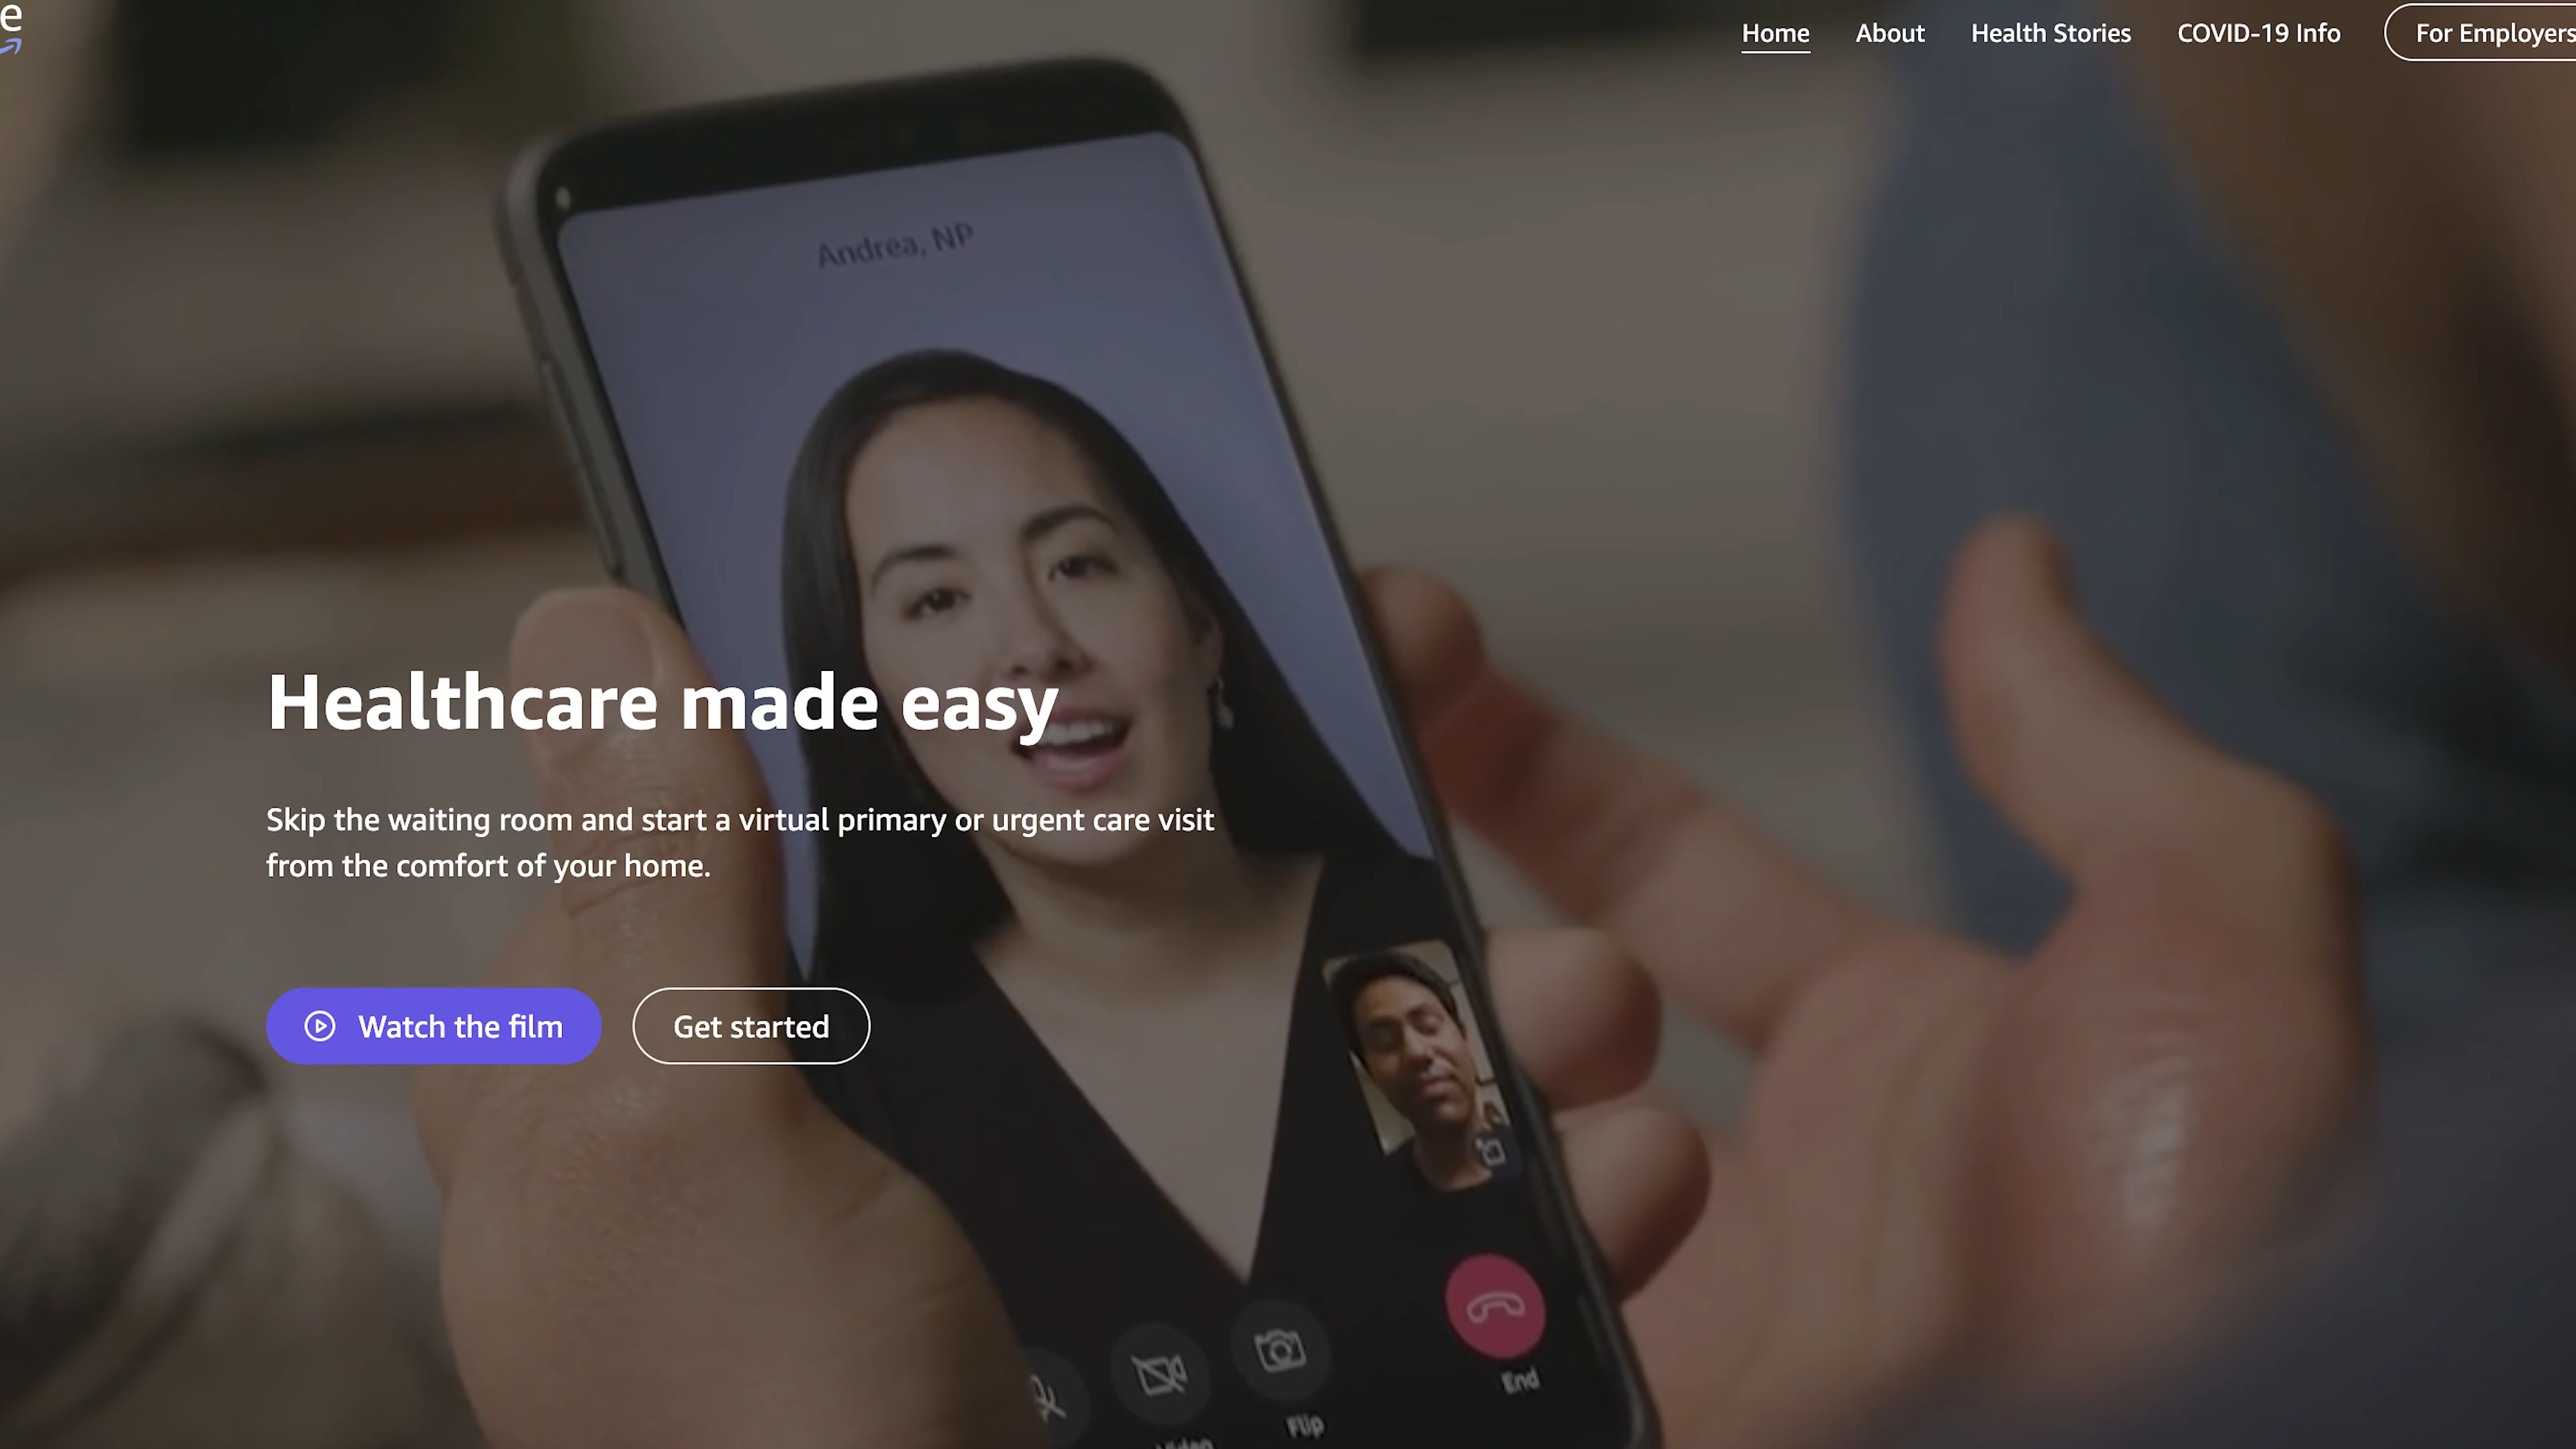 e
Home
About
Health Stories
COVID-19 Info
For Employers
Andrea, NP
Healthcare made easy
Skip the waiting room and start a virtual primary or urgent care visit
from the comfort of your home.
Watch the film
Get started
End
Flip
Video